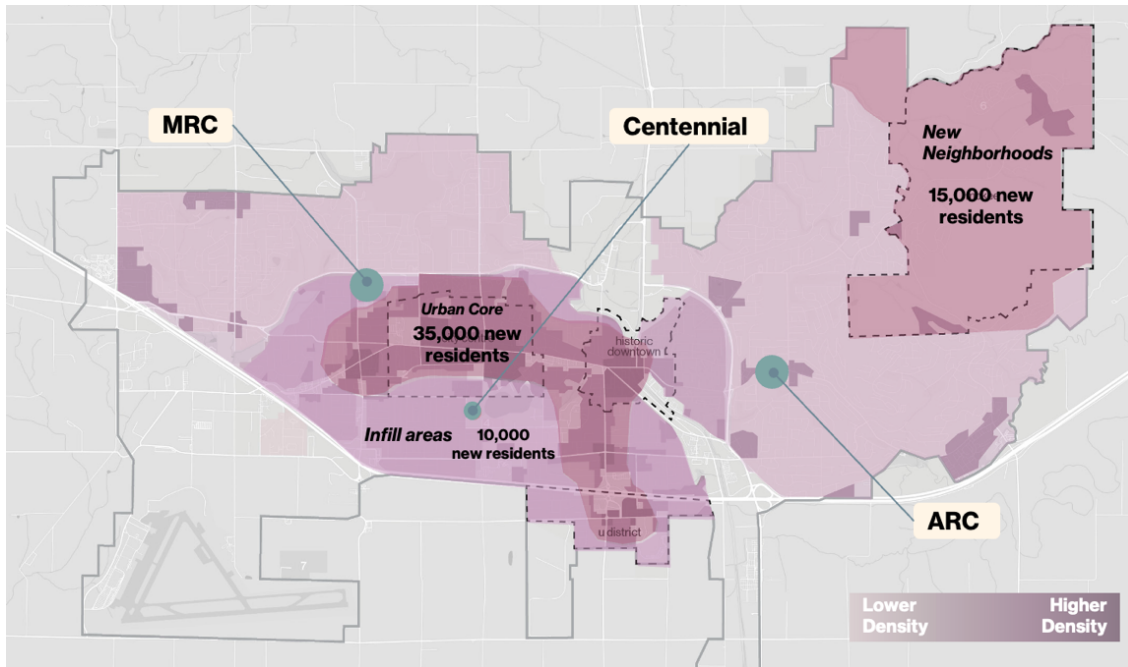 MRC
Centennial
New
Neighborhoods
15,000 new
residents
Urban Core
35,000 new
residents
historic
downtown
Infill areas
10,000
new residents
ARC
u district
7
Lower
Density
Higher
Density